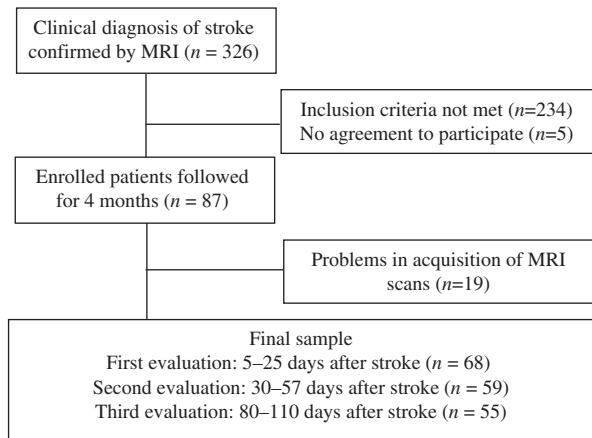 Clinical diagnosis of stroke
confirmed by MRI (n = 326)
Inclusion criteria not met (n=234)
No agreement to participate (n=5)
Enrolled patients followed
for 4 months (n = 87)
Problems in acquisition of MRI
scans (n=19)
Final sample
First evaluation: 5–25 days after stroke (n = 68)
Second evaluation: 30–57 days after stroke (n = 59)
Third evaluation: 80–110 days after stroke (n = 55)